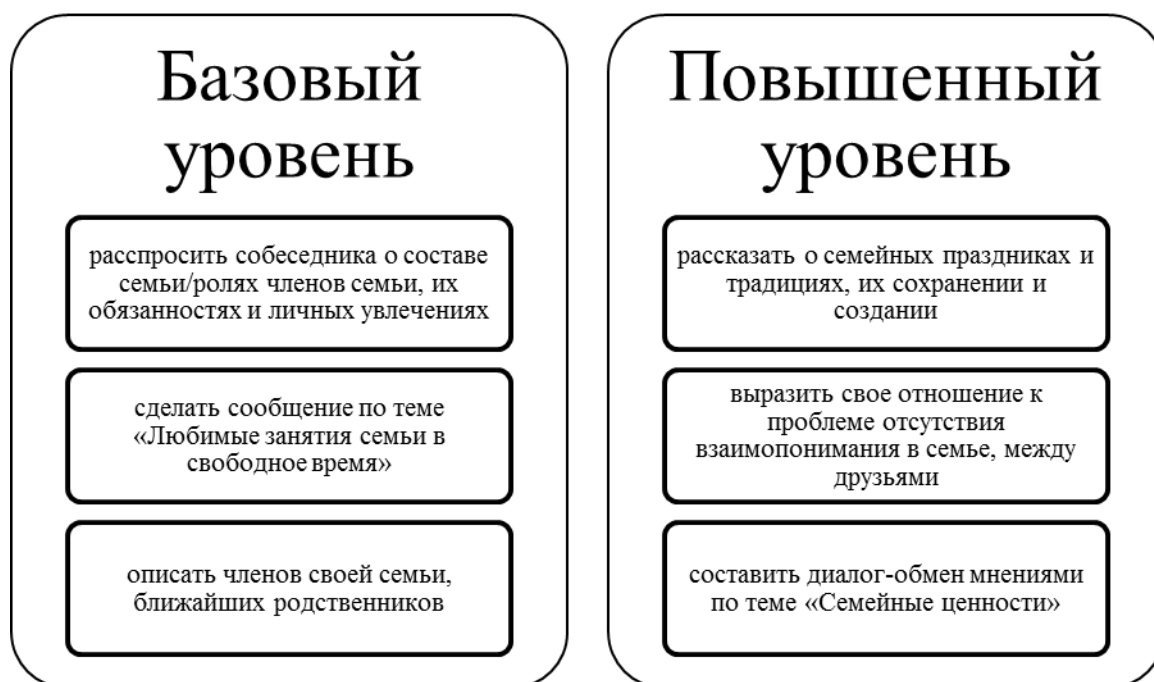 Базовый
уровень
расспросить собеседника о составе
семьи/ролях членов семьи, их
обязанностях и личных увлечениях
сделать сообщение по теме
«Любимые занятия семьи в
свободное время»
описать членов своей семьи,
ближайших родственников
Повышенный
уровень
рассказать о семейных праздниках и
традициях, их сохранении и
создании
выразить свое отношение к
проблеме отсутствия
взаимопонимания в семье, между
друзьями
составить диалог-обмен мнениями
по теме «Семейные ценности»